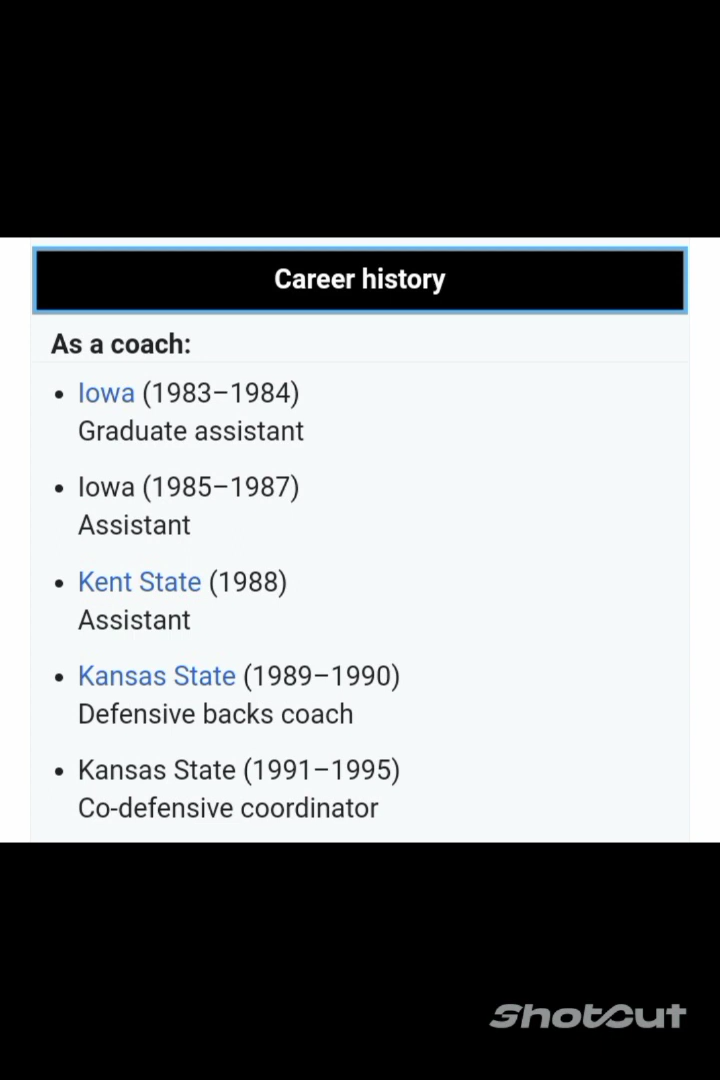 Career history
As a coach:
• Iowa (1983–1984)
Graduate assistant
• Iowa (1985–1987)
Assistant
• Kent State (1988)
Assistant
• Kansas State (1989–1990)
Defensive backs coach
• Kansas State (1991–1995)
Co-defensive coordinator
ShotCut